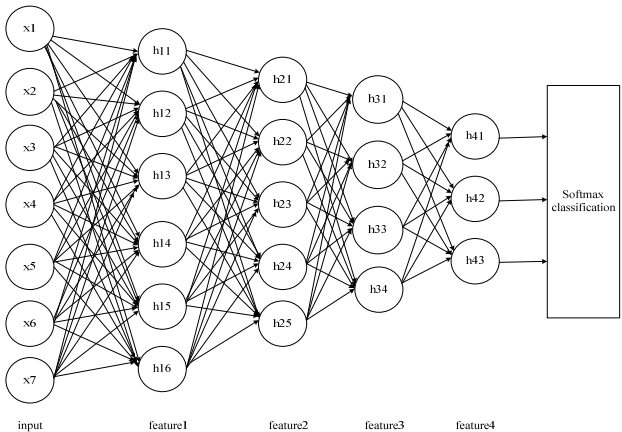 x1
x2
x3
x4
x5
x6
x7
h11
h12
h13
h14
h15
h16
h21
h22
h23
h24
h25
h31
h32
h33
h34
h41
h42
h43
Softmax
classification
input
feature1
feature2
feature3
feature4